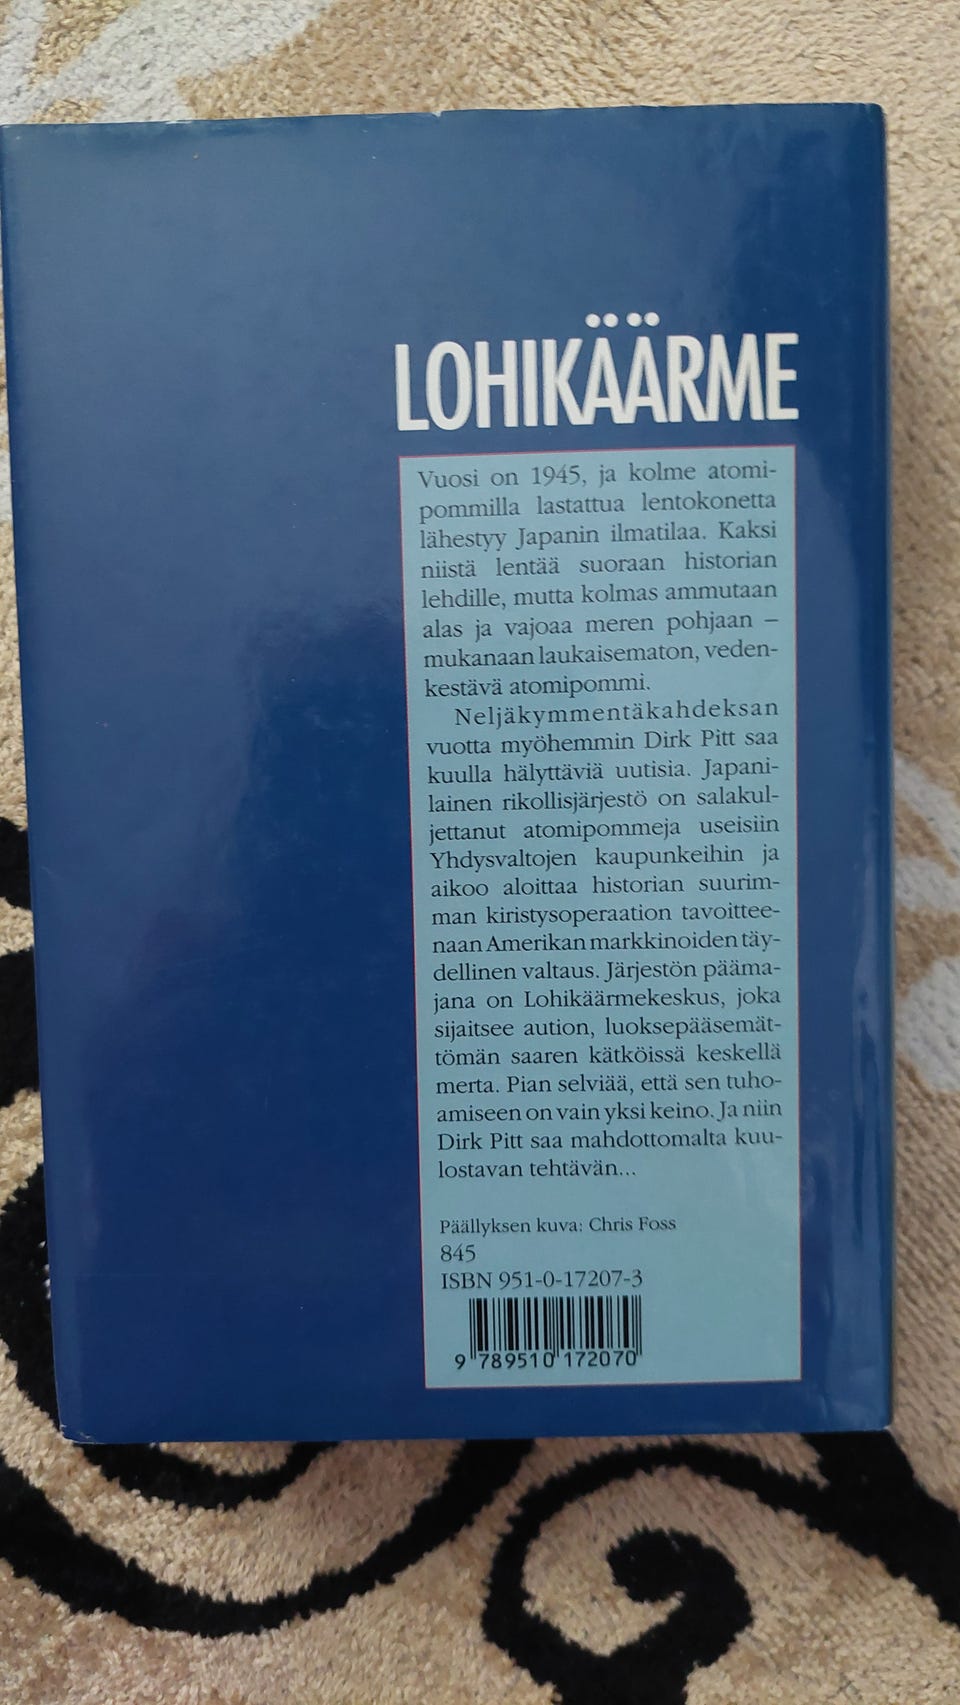 LOHIKÄÄRME
Vuosi on 1945, ja kolme atomi-
pommilla lastattua lentokonetta
lähestyy Japanin ilmatilaa. Kaksi
niistä lentää suoraan historian
lehdille, mutta kolmas ammutaan
alas ja vajoaa meren pohjaan –
mukanaan laukaisematon, veden-
kestävä atomipommi.
Neljäkymmentäkahdeksan
vuotta myöhemmin Dirk Pitt saa
kuulla hälyttäviä uutisia. Japani-
lainen rikollisjärjestö on salakul-
jettanut atomipommeja useisiin
Yhdysvaltojen kaupunkeihin ja
aikoo aloittaa historian suurim-
man kiristysoperaation tavoittee-
naan Amerikan markkinoiden täy-
dellinen valtaus. Järjestön pääma-
jana on Lohikäärmekeskus, joka
sijaitsee aution, luoksepääsemät-
tömän saaren kätköissä keskellä
merta. Pian selviää, että sen tuho-
amiseen on vain yksi keino. Ja niin
Dirk Pitt saa mahdottomalta kuu-
lostavan tehtävän...
Päällyksen kuva: Chris Foss
845
ISBN 951-0-17207-3
9 789510 172070